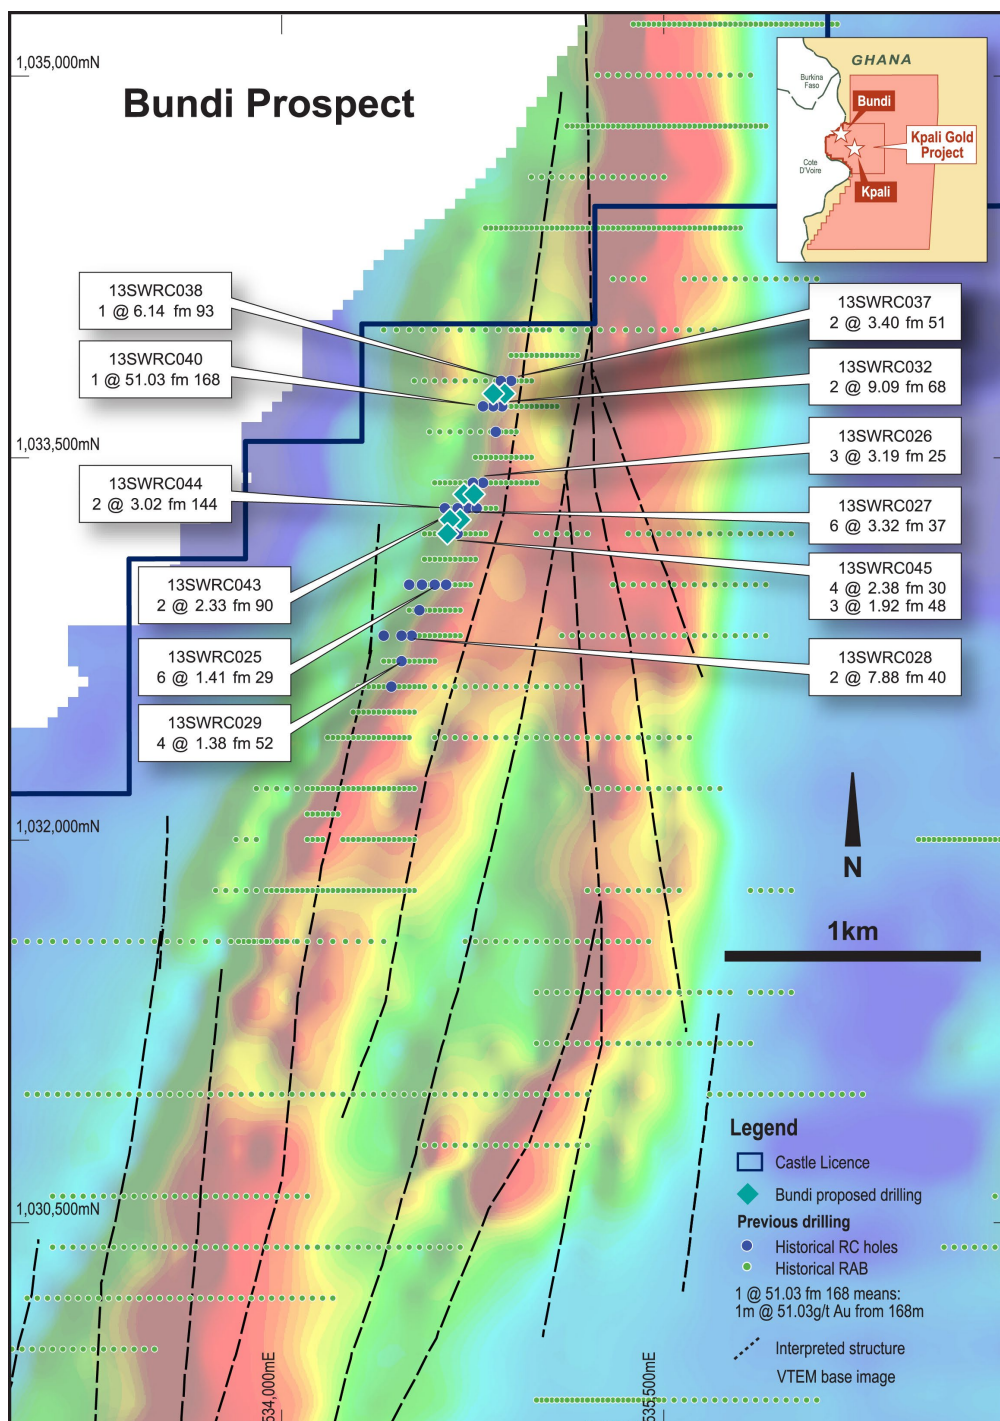 1,035,000mN
Bundi Prospect
GHANA
Burkina
Faso
Bundi
Kpali Gold
Project
Cote
D'Voire
Kpali
13SWRC038
1 @ 6.14 fm 93
13SWRC037
2 @ 3.40 fm 51
13SWRC040
1 @ 51.03 fm 168
13SWRC032
2 @ 9.09 fm 68
1,033,500mN
13SWRC026
3 @ 3.19 fm 25
13SWRC044
2 @ 3.02 fm 144
13SWRC027
6 @ 3.32 fm 37
13SWRC043
2 @ 2.33 fm 90
13SWRC045
4 @ 2.38 fm 30
3 @ 1.92 fm 48
13SWRC025
6 @ 1.41 fm 29
13SWRC028
2 @ 7.88 fm 40
13SWRC029
4 @ 1.38 fm 52
1,032,000mN
N
1km
Legend
Castle Licence
Bundi proposed drilling
Previous drilling
Historical RC holes
Historical RAB
1 @ 51.03 fm 168 means:
1m @ 51.03g/t Au from 168m
Interpreted structure
VTEM base image
1,030,500mN
534,000mE
535,500mE